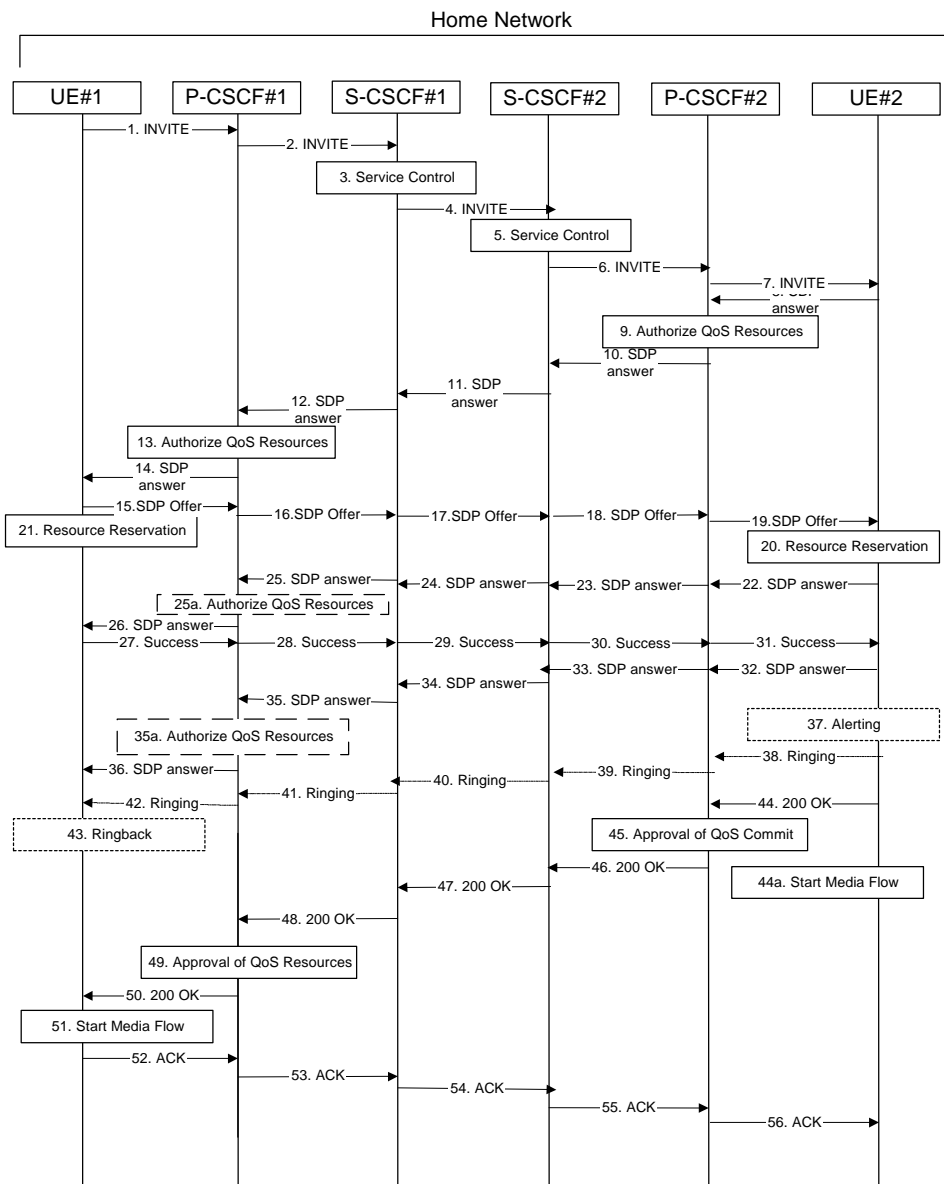 Home Network
UE#1
P-CSCF#1
S-CSCF#1
S-CSCF#2
P-CSCF#2
UE#2
1. INVITE
2. INVITE
3. Service Control
4. INVITE
5. Service Control
6. INVITE
7. INVITE
8. SDP
answer
9. Authorize QoS Resources
10. SDP
answer
11. SDP
answer
12. SDP
answer
13. Authorize QoS Resources
14. SDP
answer
15.SDP Offer
16.SDP Offer
17.SDP Offer
18. SDP Offer
19.SDP Offer
21. Resource Reservation
20. Resource Reservation
25. SDP answer
24. SDP answer
23. SDP answer
22. SDP answer
25a. Authorize QoS Resources
26. SDP answer
27. Success
28. Success
29. Success
30. Success
31. Success
33. SDP answer
32. SDP answer
34. SDP answer
35. SDP answer
37. Alerting
35a. Authorize QoS Resources
38. Ringing
36. SDP answer
39. Ringing
40. Ringing
41. Ringing
42. Ringing
44. 200 OK
43. Ringback
45. Approval of QoS Commit
46. 200 OK
44a. Start Media Flow
47. 200 OK
48. 200 OK
49. Approval of QoS Resources
50. 200 OK
51. Start Media Flow
52. ACK
53. ACK
54. ACK
55. ACK
56. ACK